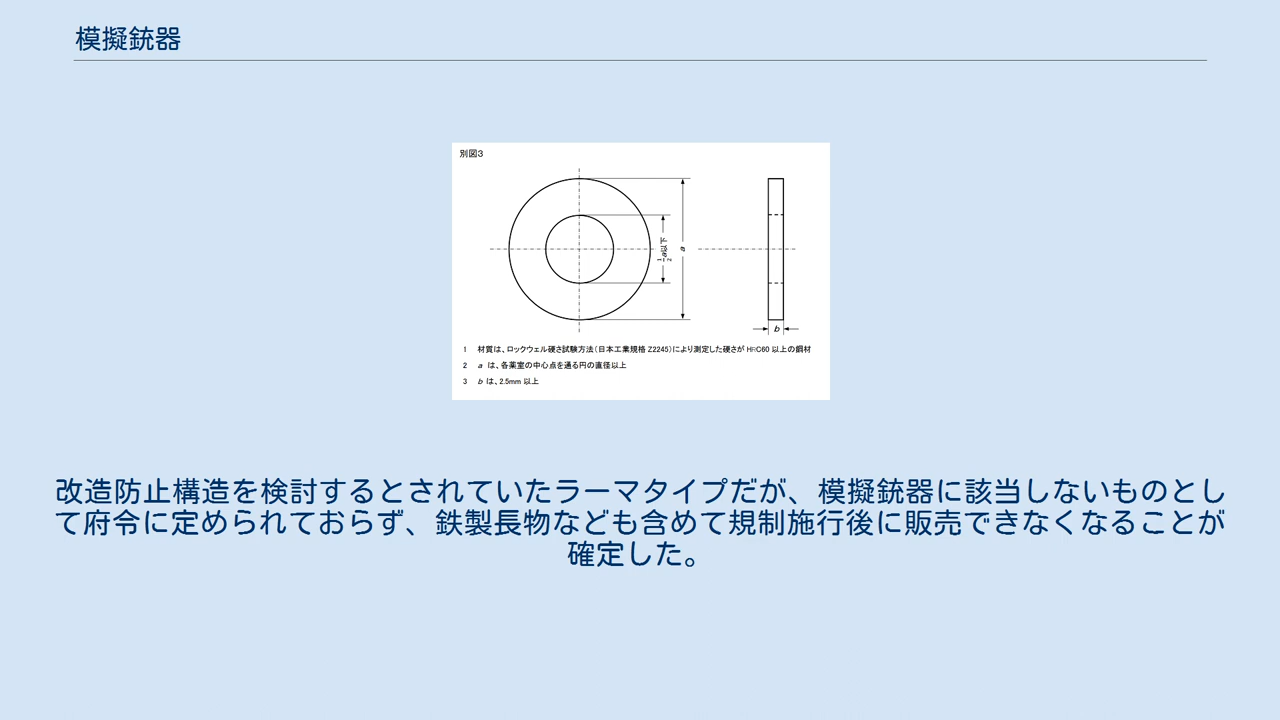 模擬銃器
別図3
1/2 a以下
a
b
1 材質は、ロックウェル硬さ試験方法(日本工業規格 Z2245)により測定した硬さが HRC60 以上の鋼材
2 a は、各薬室の中心点を通る円の直径以上
3 b は、2.5mm 以上
改造防止構造を検討するとされていたラーマタイプだが、模擬銃器に該当しないものとし
て府令に定められておらず、鉄製長物なども含めて規制施行後に販売できなくなることが
確定した。